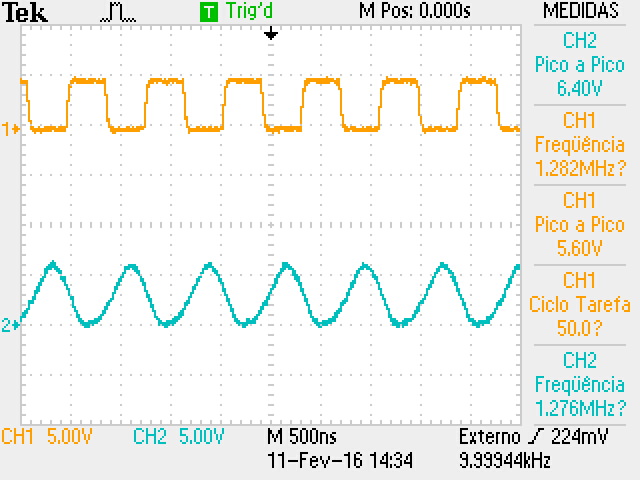 Tek T Trig'd M Pos: 0.000s MEDIDAS
CH2
Pico a Pico
6.40V
CH1
Freqüência
1.282MHz?
CH1
Pico a Pico
5.60V
CH1
Ciclo Tarefa
50.0?
CH2
Freqüência
1.276MHz?
1
2
CH1 5.00V CH2 5.00V M 500ns Externo 224mV
11-Fev-16 14:34 9.99944kHz